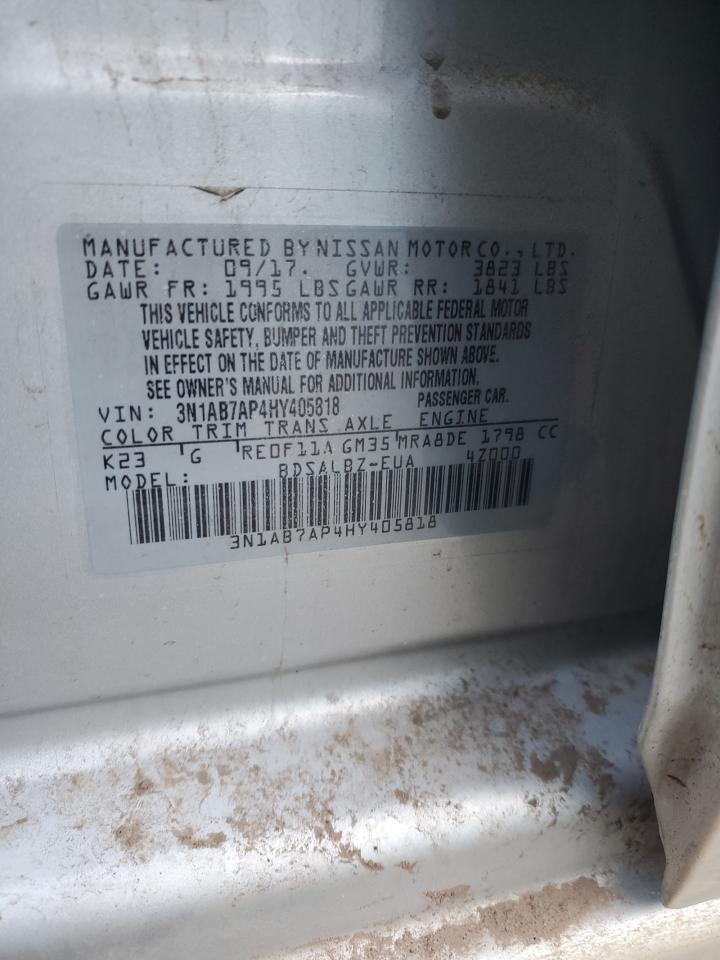 MANUFACTURED BY NISSAN MOTOR CO., LTD.
DATE: 09/17. GVWR: 3823 LBS
GAWR FR: 1995 LBS GAWR RR: 1841 LBS
THIS VEHICLE CONFORMS TO ALL APPLICABLE FEDERAL MOTOR
VEHICLE SAFETY, BUMPER AND THEFT PREVENTION STANDARDS
IN EFFECT ON THE DATE OF MANUFACTURE SHOWN ABOVE.
SEE OWNER'S MANUAL FOR ADDITIONAL INFORMATION.
VIN: 3N1AB7AP4HY405818 PASSENGER CAR.
COLOR TRIM TRANS AXLE ENGINE
K23 G RE0F11A GM35 MRA8DE 1798 CC
MODEL: BDSALBZ-EUA 4Z000
3N1AB7AP4HY405818